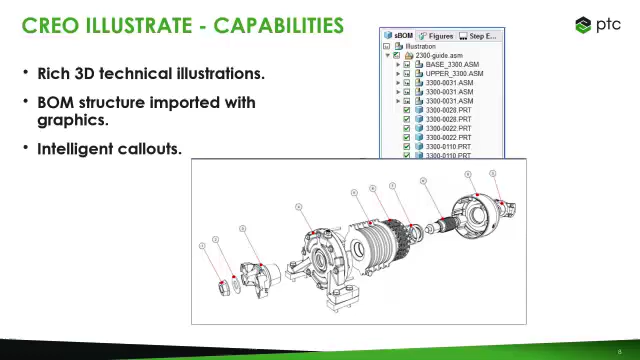 CREO ILLUSTRATE - CAPABILITIES
ptc
• Rich 3D technical illustrations.
• BOM structure imported with
graphics.
• Intelligent callouts.
sBOM Figures Step E...
Illustration
2300-guide.asm
BASE_3300.ASM
UPPER_3300.ASM
3300-0031.ASM
3300-0031.ASM
3300-0031.ASM
3300-0028.PRT
3300-0028.PRT
3300-0022.PRT
3300-0022.PRT
3300-0110.PRT
3300-0110.PRT
8